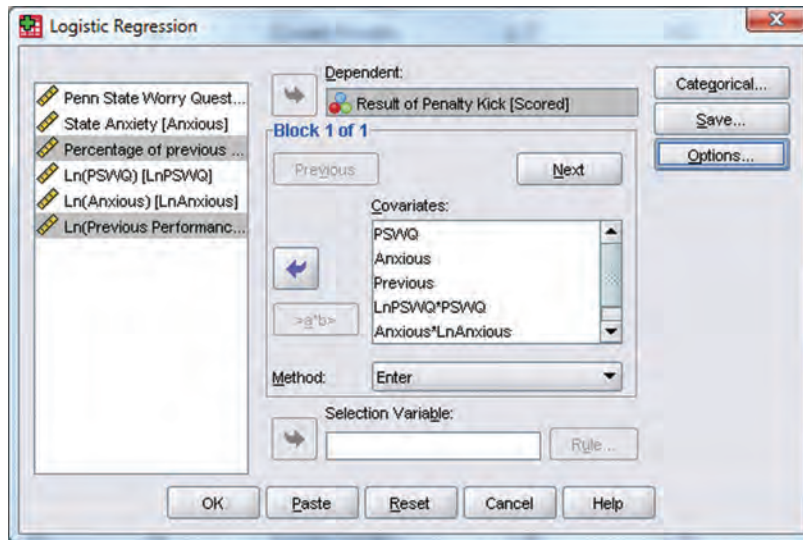 Logistic Regression
Penn State Worry Quest...
State Anxiety [Anxious]
Percentage of previous ...
Ln(PSWQ) [LnPSWQ]
Ln(Anxious) [LnAnxious]
Ln(Previous Performanc...
Dependent:
Result of Penalty Kick [Scored]
Block 1 of 1
Previous
Next
Covariates:
PSWQ
Anxious
Previous
LnPSWQ*PSWQ
Anxious*LnAnxious
>a*b>
Method:
Enter
Selection Variable:
Rule...
Categorical...
Save...
Options...
OK
Paste
Reset
Cancel
Help